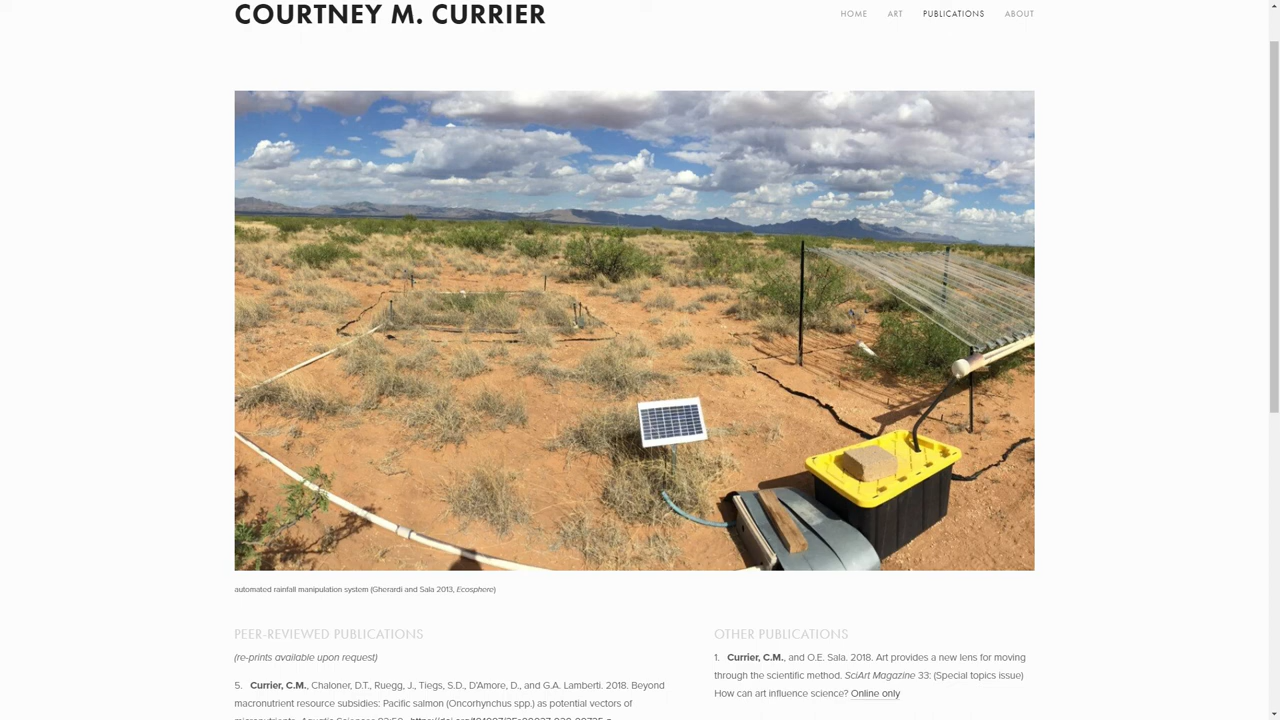 COURTNEY M. CURRIER
HOME ART PUBLICATIONS ABOUT
automated rainfall manipulation system (Gherardi and Sala 2013, Ecosphere)
PEER-REVIEWED PUBLICATIONS
(re-prints available upon request)
5. Currier, C.M., Chaloner, D.T., Ruegg, J., Tiegs, S.D., D'Amore, D., and G.A. Lamberti. 2018. Beyond
macronutrient resource subsidies: Pacific salmon (Oncorhynchus spp.) as potential vectors of
OTHER PUBLICATIONS
1. Currier, C.M., and O.E. Sala. 2018. Art provides a new lens for moving
through the scientific method. SciArt Magazine 33: (Special topics issue)
How can art influence science? Online only